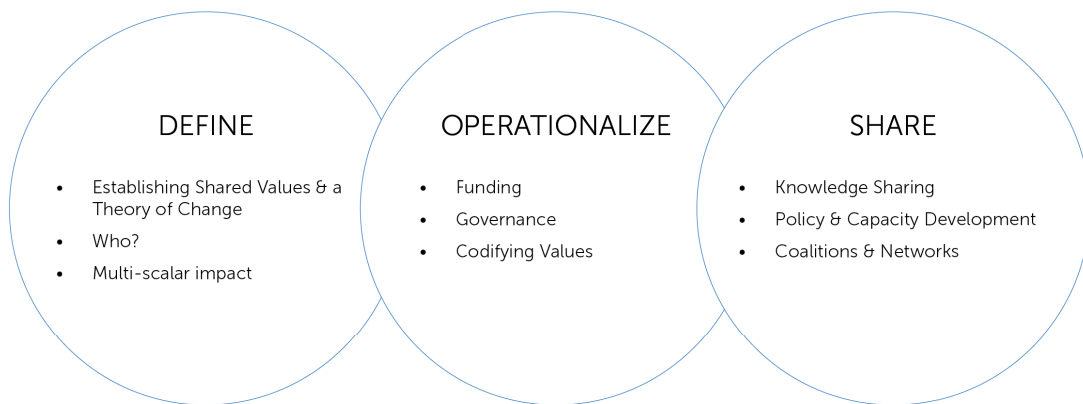 DEFINE
• Establishing Shared Values & a
Theory of Change
• Who?
• Multi-scalar impact
OPERATIONALIZE
• Funding
• Governance
• Codifying Values
SHARE
• Knowledge Sharing
• Policy & Capacity Development
• Coalitions & Networks